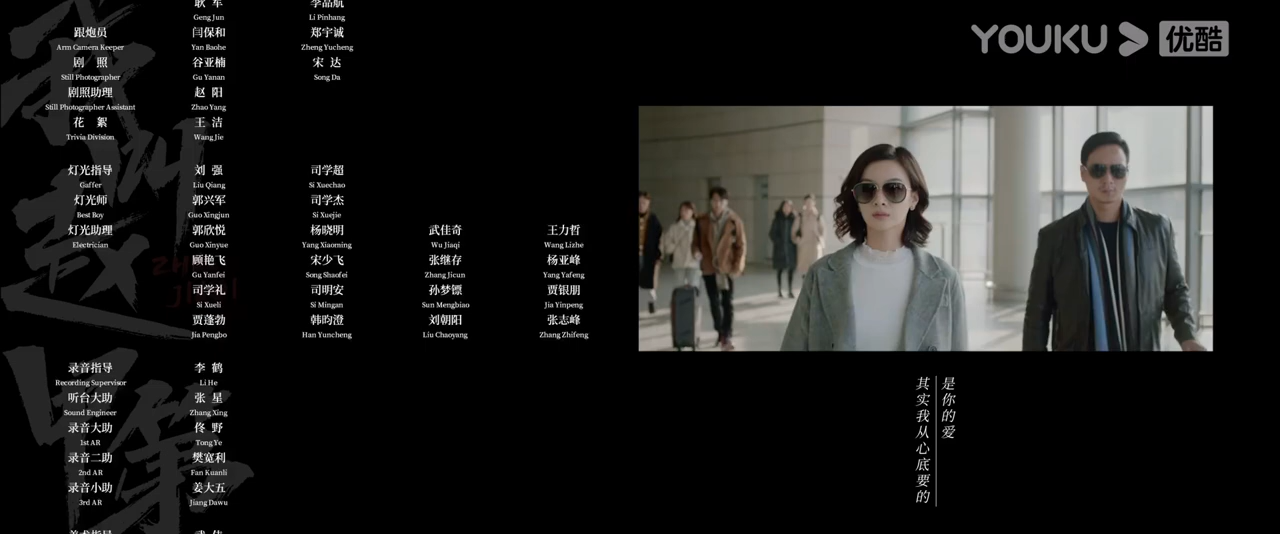 耿 军 李品航
Geng Jun Li Pinhang
跟炮员 闫保和 郑宇诚
Arm Camera Keeper Yan Baohe Zheng Yucheng
剧 照 谷亚楠 宋 达
Still Photographer Gu Yanan Song Da
剧照助理 赵 阳
Still Photographer Assistant Zhao Yang
花 絮 王 洁
Trivia Division Wang Jie
灯光指导 刘 强 司学超
Gaffer Liu Qiang Si Xuechao
灯光师 郭兴军 司学杰
Best Boy Guo Xingjun Si Xuejie
灯光助理 郭欣悦 杨晓明 武佳奇 王力哲
Electrician Guo Xinyue Yang Xiaoming Wu Jiaqi Wang Lizhe
顾艳飞 宋少飞 张继存 杨亚峰
Gu Yanfei Song Shaofei Zhang Jicun Yang Yafeng
司学礼 司明安 孙梦镖 贾银朋
Si Xueli Si Mingan Sun Mengbiao Jia Yinpeng
贾蓬勃 韩昀澄 刘朝阳 张志峰
Jia Pengbo Han Yuncheng Liu Chaoyang Zhang Zhifeng
录音指导 李 鹤
Recording Supervisor Li He
听台大助 张 星
Sound Engineer Zhang Xing
录音大助 佟 野
1st AR Tong Ye
录音二助 樊宽利
2nd AR Fan Kuanli
录音小助 姜大五
3rd AR Jiang Dawu
YOUKU 优酷
其实我从心底要的
是你的爱
我叫赵甲第